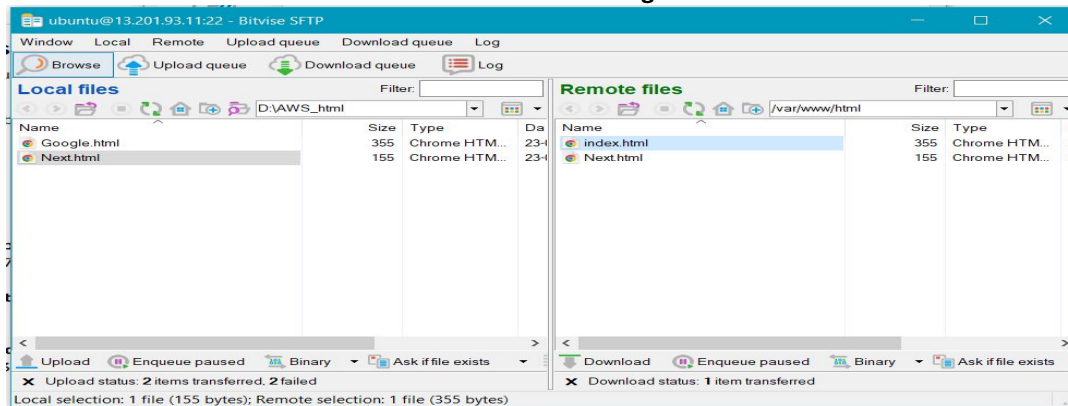 ubuntu@13.201.93.11:22 - Bitvise SFTP
Window Local Remote Upload queue Download queue Log
Browse Upload queue Download queue Log
Local files Filter:
D:\AWS_html
Name Size Type Da
Google.html 355 Chrome HTM... 23-
Next.html 155 Chrome HTM... 23-
Upload Enqueue paused Binary Ask if file exists
Upload status: 2 items transferred, 2 failed
Remote files Filter:
/var/www/html
Name Size Type
index.html 355 Chrome HTM...
Next.html 155 Chrome HTM...
Download Enqueue paused Binary Ask if file exists
Download status: 1 item transferred
Local selection: 1 file (155 bytes); Remote selection: 1 file (355 bytes)